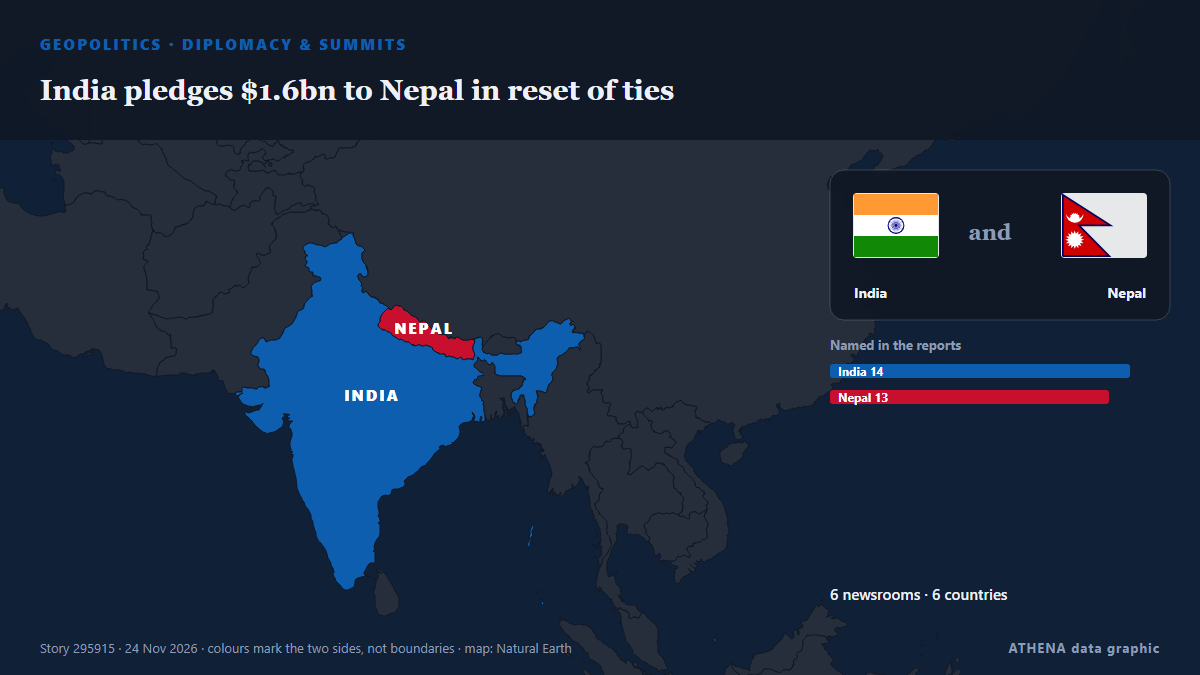 GEOPOLITICS · DIPLOMACY & SUMMITS
India pledges $1.6bn to Nepal in reset of ties
and
India
Nepal
NEPAL
INDIA
Named in the reports
India 14
Nepal 13
6 newsrooms · 6 countries
Story 295915 · 24 Nov 2026 · colours mark the two sides, not boundaries · map: Natural Earth
ATHENA data graphic